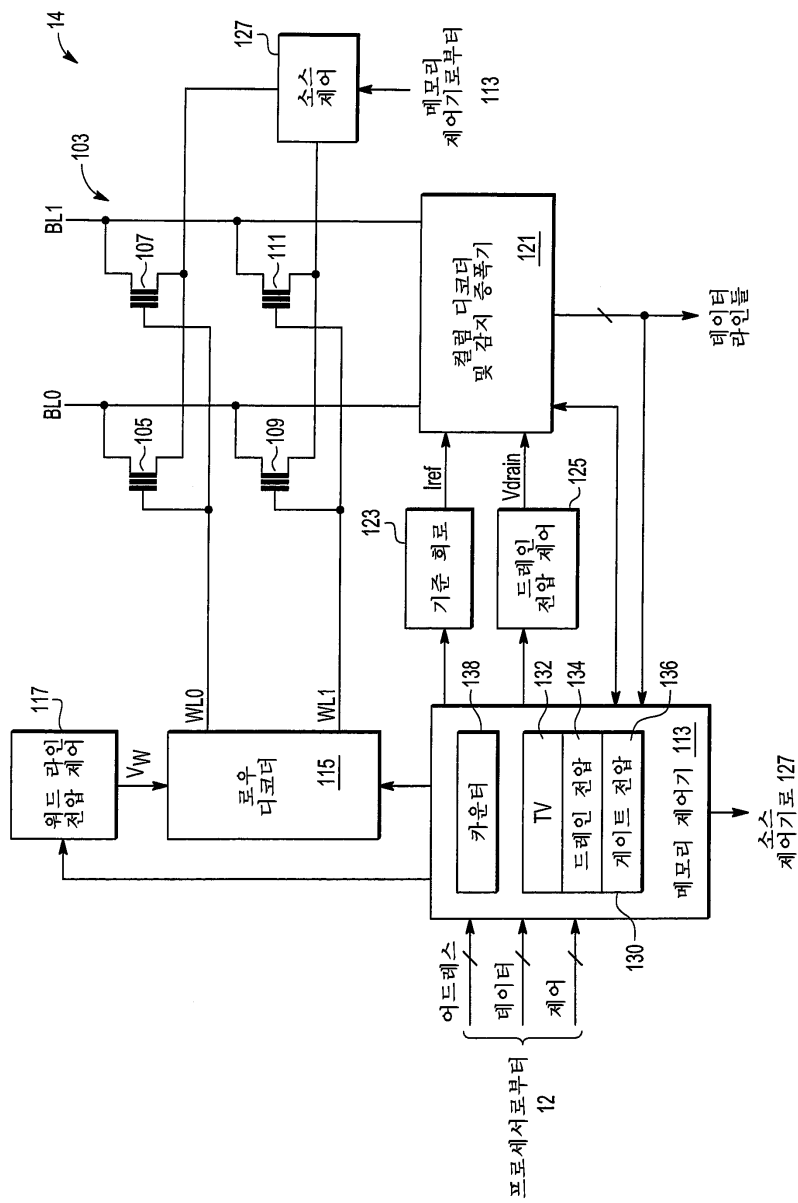 14
117
워드 라인
전압 제어
VW
로우
디코더
115
WL0
WL1
BL0
BL1
103
105
107
109
111
127
소스
제어
메모리
제어기로부터
113
123
기준 회로
Iref
드레인
전압 제어
125
Vdrain
컬럼 디코더
및 감지 증폭기
121
데이터
라인들
138
카운터
132
TV
134
드레인 전압
136
게이트 전압
130
메모리 제어기 113
어드레스
데이터
제어
프로세서로부터
12
소스
제어기로 127